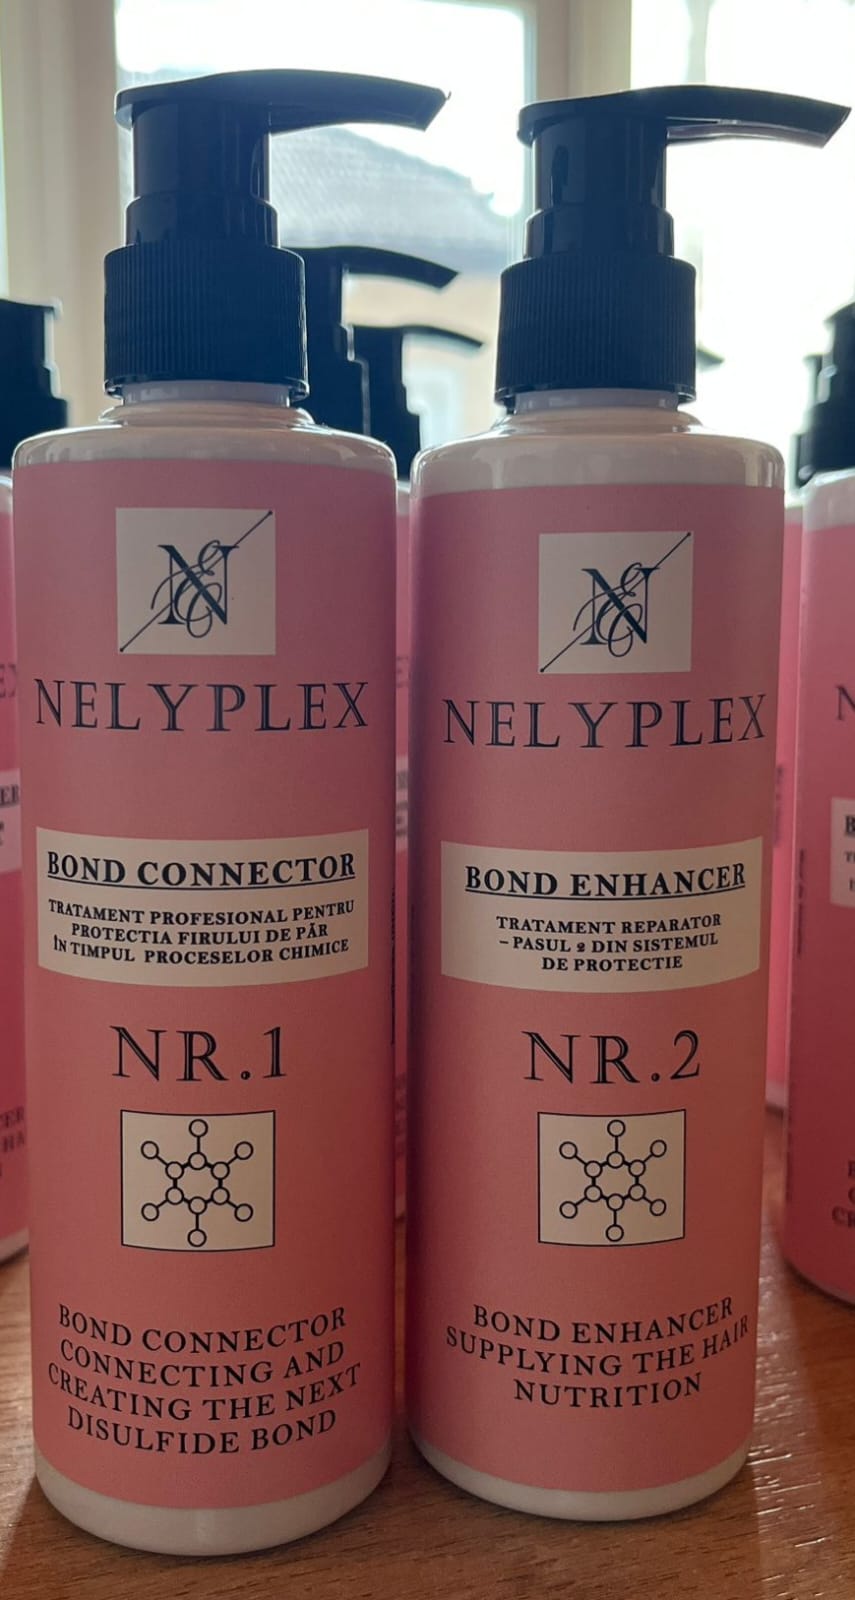 NELYPLEX
BOND CONNECTOR
TRATAMENT PROFESIONAL PENTRU
PROTECTIA FIRULUI DE PĂR
ÎN TIMPUL PROCESELOR CHIMICE
NR.1
BOND CONNECTOR
CONNECTING AND
CREATING THE NEXT
DISULFIDE BOND
NELYPLEX
BOND ENHANCER
TRATAMENT REPARATOR
– PASUL 2 DIN SISTEMUL
DE PROTECTIE
NR.2
BOND ENHANCER
SUPPLYING THE HAIR
NUTRITION